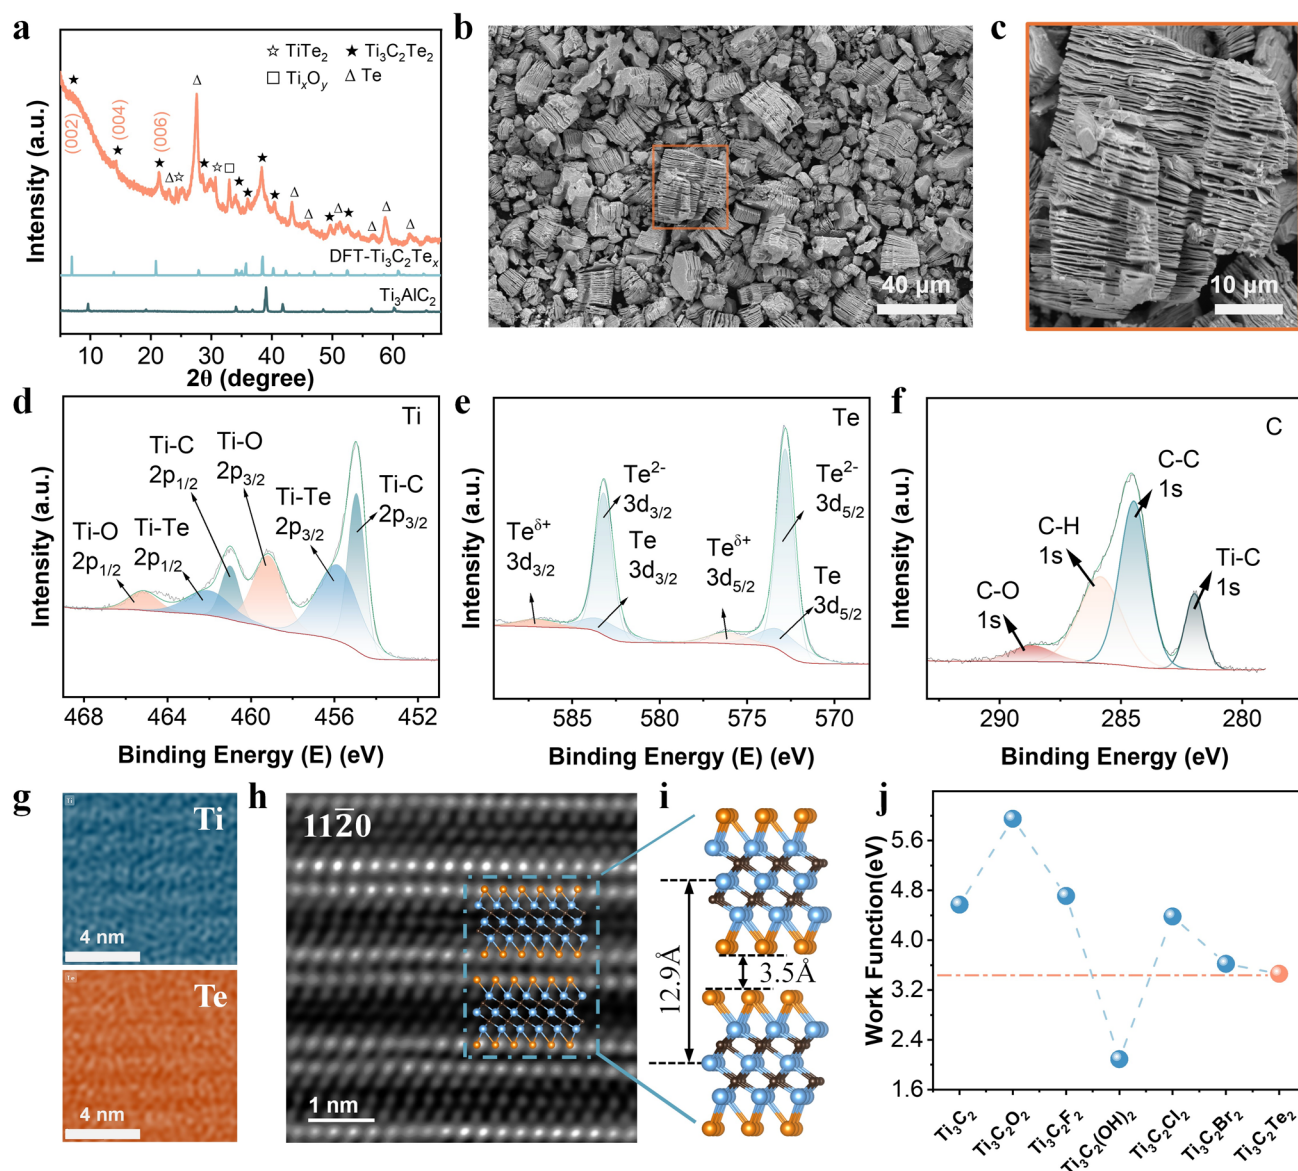 a
☆ TiTe₂ ★ Ti₃C₂Te₂
□ TiₓOᵧ Δ Te
(002)
(004)
(006)
DFT-Ti₃C₂Teₓ
Ti₃AlC₂
Intensity (a.u.)
10 20 30 40 50 60
2θ (degree)
b
40 μm
c
10 μm
d
Ti
Ti-O
2p₁/₂
Ti-Te
2p₁/₂
Ti-C
2p₁/₂
Ti-O
2p₃/₂
Ti-Te
2p₃/₂
Ti-C
2p₃/₂
Intensity (a.u.)
468 464 460 456 452
Binding Energy (E) (eV)
e
Te
Teᵟ⁺
3d₃/₂
Te²⁻
3d₃/₂
Te
3d₃/₂
Teᵟ⁺
3d₅/₂
Te²⁻
3d₅/₂
Te
3d₅/₂
Intensity (a.u.)
585 580 575 570
Binding Energy (E) (eV)
f
C
C-O
1s
C-H
1s
C-C
1s
Ti-C
1s
Intensity (a.u.)
290 285 280
Binding Energy (eV)
g
Ti
Ti
4 nm
Te
Te
4 nm
h
112̅0
1 nm
i
12.9Å
3.5Å
j
Work Function(eV)
5.6
4.8
4.0
3.2
2.4
1.6
Ti₃C₂
Ti₃C₂O₂
Ti₃C₂F₂
Ti₃C₂(OH)₂
Ti₃C₂Cl₂
Ti₃C₂Br₂
Ti₃C₂Te₂